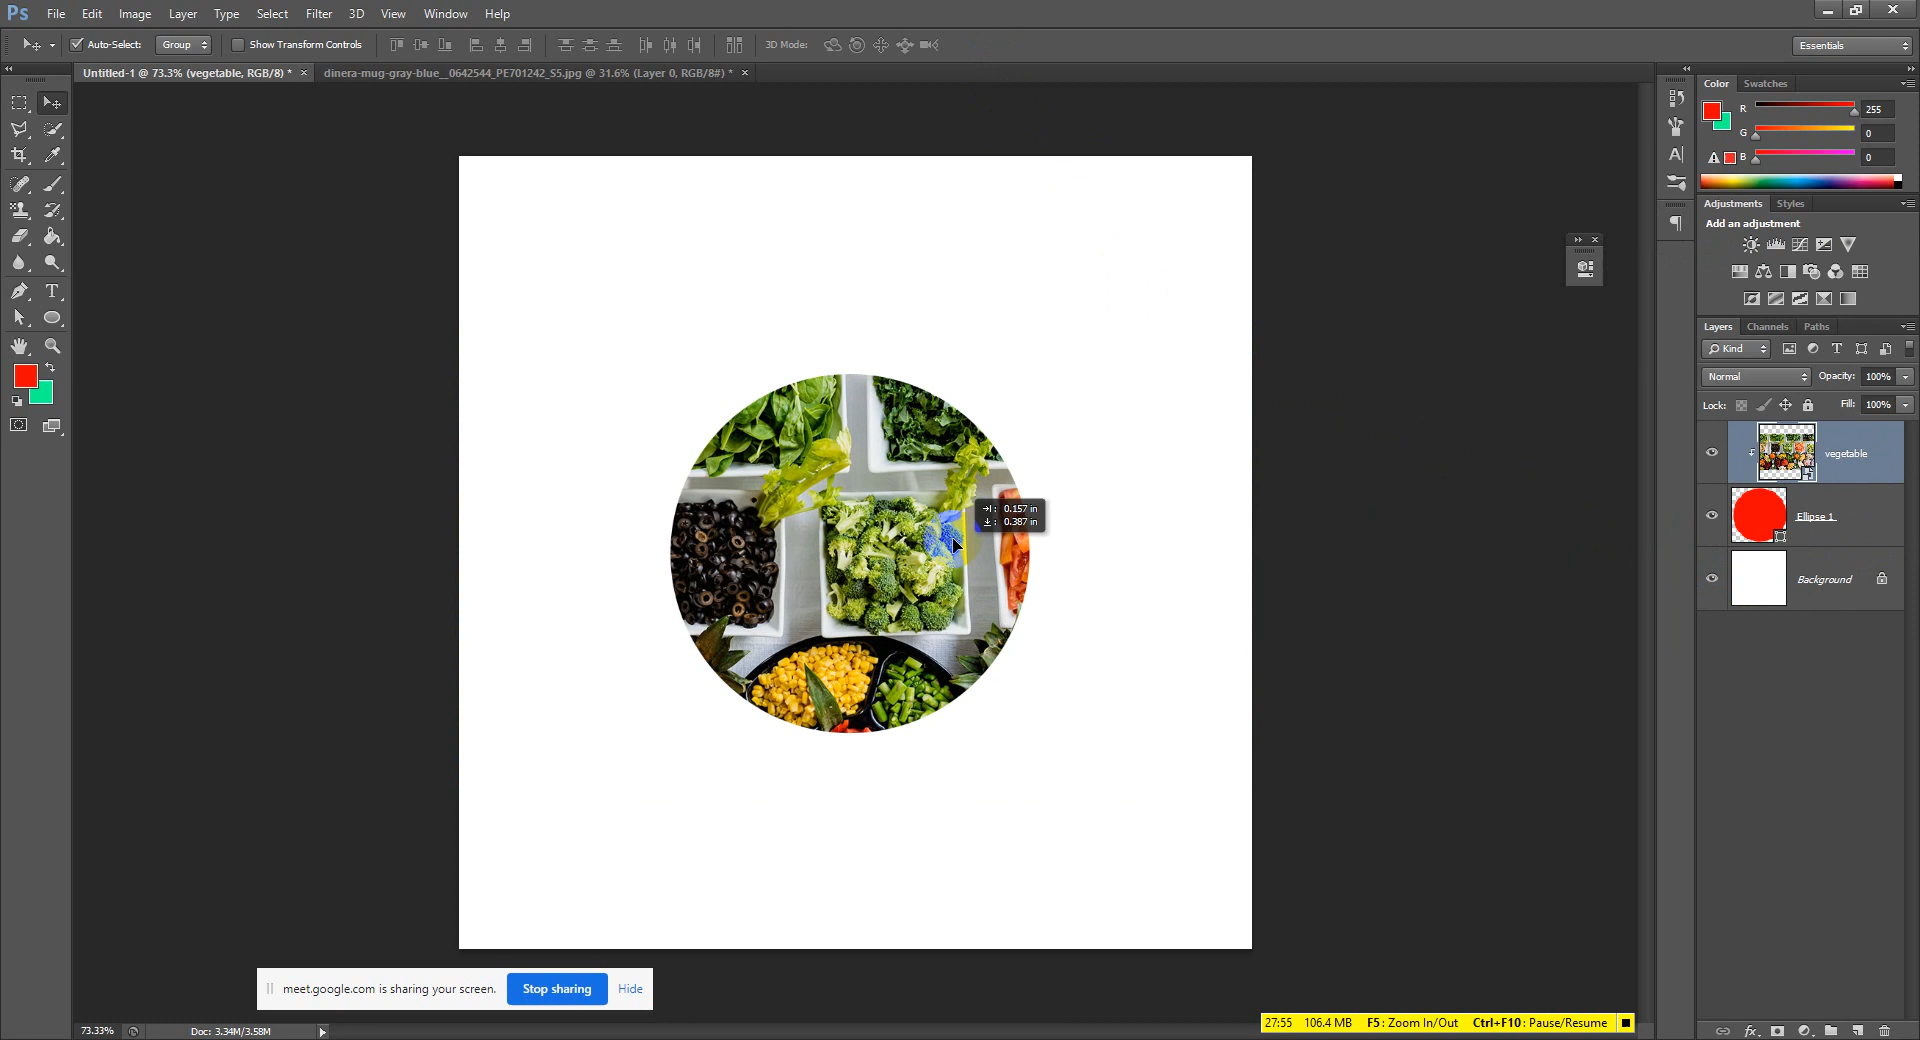 Ps File Edit Image Layer Type Select Filter 3D View Window Help
Auto-Select: Group Show Transform Controls 3D Mode: Essentials
Untitled-1 @ 73.3% (vegetable, RGB/8) * × dinera-mug-gray-blue__0642544_PE701242_S5.jpg @ 31.6% (Layer 0, RGB/8#) * ×
Color Swatches
R 255
G 0
B 0
Adjustments Styles
Add an adjustment
Layers Channels Paths
Kind
Normal Opacity: 100%
Lock: Fill: 100%
vegetable
Ellipse 1
Background
0.157 in
0.387 in
meet.google.com is sharing your screen. Stop sharing Hide
73.33% Doc: 3.34M/3.58M
27:55 106.4 MB F5: Zoom In/Out Ctrl+F10: Pause/Resume